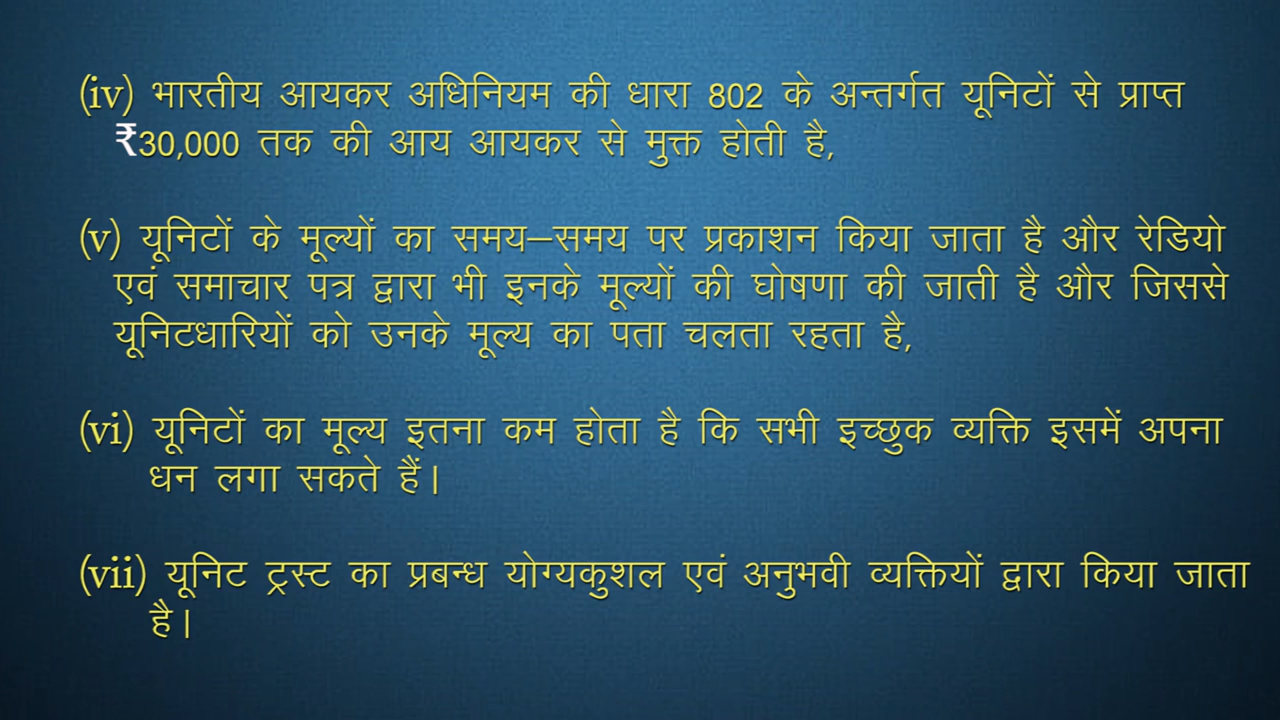 (iv) भारतीय आयकर अधिनियम की धारा 802 के अन्तर्गत यूनिटों से प्राप्त
₹30,000 तक की आय आयकर से मुक्त होती है,
(v) यूनिटों के मूल्यों का समय–समय पर प्रकाशन किया जाता है और रेडियो
एवं समाचार पत्र द्वारा भी इनके मूल्यों की घोषणा की जाती है और जिससे
यूनिटधारियों को उनके मूल्य का पता चलता रहता है,
(vi) यूनिटों का मूल्य इतना कम होता है कि सभी इच्छुक व्यक्ति इसमें अपना
धन लगा सकते हैं।
(vii) यूनिट ट्रस्ट का प्रबन्ध योग्यकुशल एवं अनुभवी व्यक्तियों द्वारा किया जाता
है।